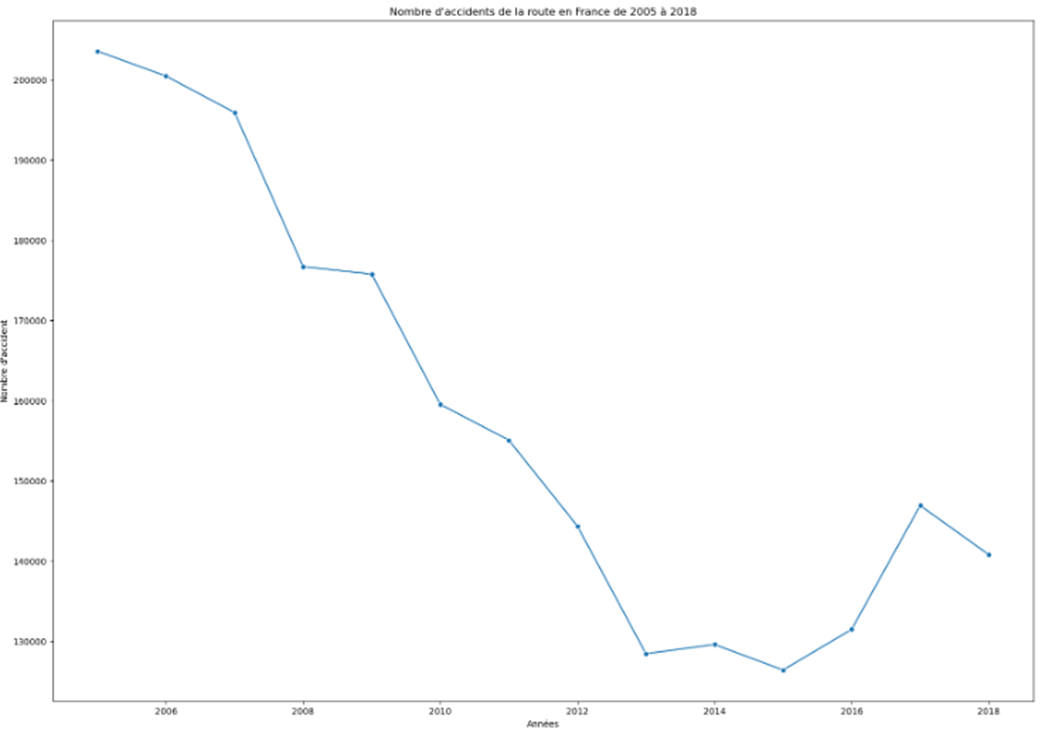 Nombre d'accidents de la route en France de 2005 à 2018
200000
190000
180000
170000
160000
150000
140000
130000
Nombre d'accident
2006 2008 2010 2012 2014 2016 2018
Années